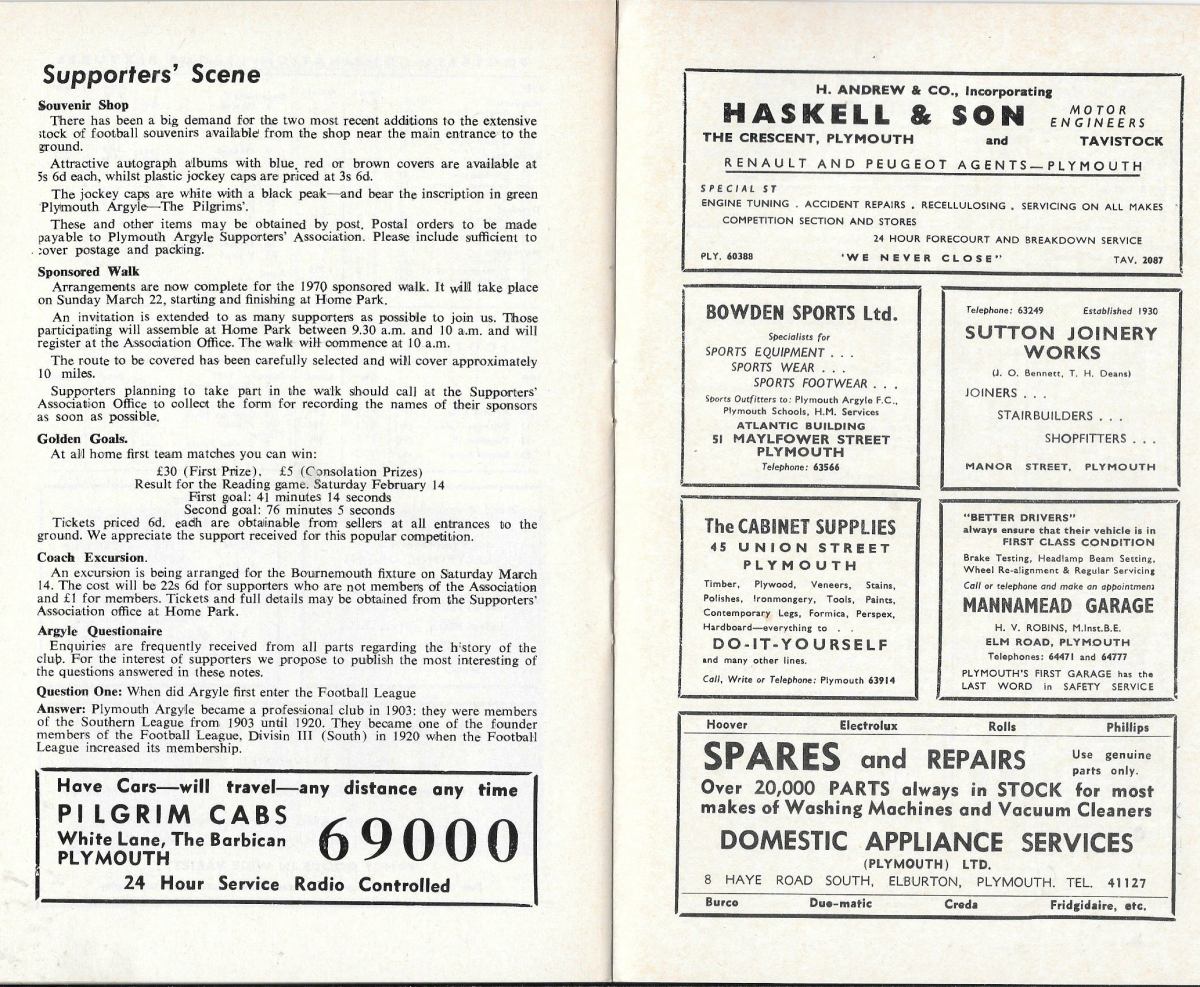 Supporters' Scene
Souvenir Shop
There has been a big demand for the two most recent additions to the extensive
stock of football souvenirs available from the shop near the main entrance to the
ground.
Attractive autograph albums with blue, red or brown covers are available at
5s 6d each, whilst plastic jockey caps are priced at 3s 6d.
The jockey caps are white with a black peak—and bear the inscription in green
'Plymouth Argyle—The Pilgrims'.
These and other items may be obtained by post. Postal orders to be made
payable to Plymouth Argyle Supporters' Association. Please include sufficient to
cover postage and packing.
Sponsored Walk
Arrangements are now complete for the 1970 sponsored walk. It will take place
on Sunday March 22, starting and finishing at Home Park.
An invitation is extended to as many supporters as possible to join us. Those
participating will assemble at Home Park between 9.30 a.m. and 10 a.m. and will
register at the Association Office. The walk will commence at 10 a.m.
The route to be covered has been carefully selected and will cover approximately
10 miles.
Supporters planning to take part in the walk should call at the Supporters'
Association Office to collect the form for recording the names of their sponsors
as soon as possible.
Golden Goals.
At all home first team matches you can win:
£30 (First Prize). £5 (Consolation Prizes)
Result for the Reading game. Saturday February 14
First goal: 41 minutes 14 seconds
Second goal: 76 minutes 5 seconds
Tickets priced 6d. each are obtainable from sellers at all entrances to the
ground. We appreciate the support received for this popular competition.
Coach Excursion.
An excursion is being arranged for the Bournemouth fixture on Saturday March
14. The cost will be 22s 6d for supporters who are not members of the Association
and £1 for members. Tickets and full details may be obtained from the Supporters'
Association office at Home Park.
Argyle Questionaire
Enquiries are frequently received from all parts regarding the history of the
club. For the interest of supporters we propose to publish the most interesting of
the questions answered in these notes.
Question One: When did Argyle first enter the Football League
Answer: Plymouth Argyle became a professional club in 1903: they were members
of the Southern League from 1903 until 1920. They became one of the founder
members of the Football League, Divisin III (South) in 1920 when the Football
League increased its membership.
Have Cars—will travel—any distance any time
PILGRIM CABS
White Lane, The Barbican
PLYMOUTH
69000
24 Hour Service Radio Controlled
H. ANDREW & CO., Incorporating
HASKELL & SON
MOTOR
ENGINEERS
THE CRESCENT, PLYMOUTH and TAVISTOCK
RENAULT AND PEUGEOT AGENTS—PLYMOUTH
SPECIAL ST
ENGINE TUNING . ACCIDENT REPAIRS . RECELLULOSING . SERVICING ON ALL MAKES
COMPETITION SECTION AND STORES
24 HOUR FORECOURT AND BREAKDOWN SERVICE
PLY. 60388 'WE NEVER CLOSE" TAV. 2087
BOWDEN SPORTS Ltd.
Specialists for
SPORTS EQUIPMENT . . .
SPORTS WEAR . . .
SPORTS FOOTWEAR . . .
Sports Outfitters to: Plymouth Argyle F.C.,
Plymouth Schools, H.M. Services
ATLANTIC BUILDING
51 MAYLFOWER STREET
PLYMOUTH
Telephone: 63566
Telephone: 63249 Established 1930
SUTTON JOINERY
WORKS
(J. O. Bennett, T. H. Deans)
JOINERS . . .
STAIRBUILDERS . . .
SHOPFITTERS . . .
MANOR STREET, PLYMOUTH
The CABINET SUPPLIES
45 UNION STREET
PLYMOUTH
Timber, Plywood, Veneers, Stains,
Polishes, Ironmongery, Tools, Paints,
Contemporary Legs, Formica, Perspex,
Hardboard—everything to . .
DO-IT-YOURSELF
and many other lines.
Call, Write or Telephone: Plymouth 63914
"BETTER DRIVERS"
always ensure that their vehicle is in
FIRST CLASS CONDITION
Brake Testing, Headlamp Beam Setting,
Wheel Re-alignment & Regular Servicing
Call or telephone and make an appointment
MANNAMEAD GARAGE
H. V. ROBINS, M.Inst.B.E.
ELM ROAD, PLYMOUTH
Telephones: 64471 and 64777
PLYMOUTH'S FIRST GARAGE has the
LAST WORD in SAFETY SERVICE
Hoover Electrolux Rolls Phillips
SPARES and REPAIRS
Use genuine
parts only.
Over 20,000 PARTS always in STOCK for most
makes of Washing Machines and Vacuum Cleaners
DOMESTIC APPLIANCE SERVICES
(PLYMOUTH) LTD.
8 HAYE ROAD SOUTH, ELBURTON, PLYMOUTH. TEL. 41127
Burco Duo-matic Creda Fridgidaire, etc.